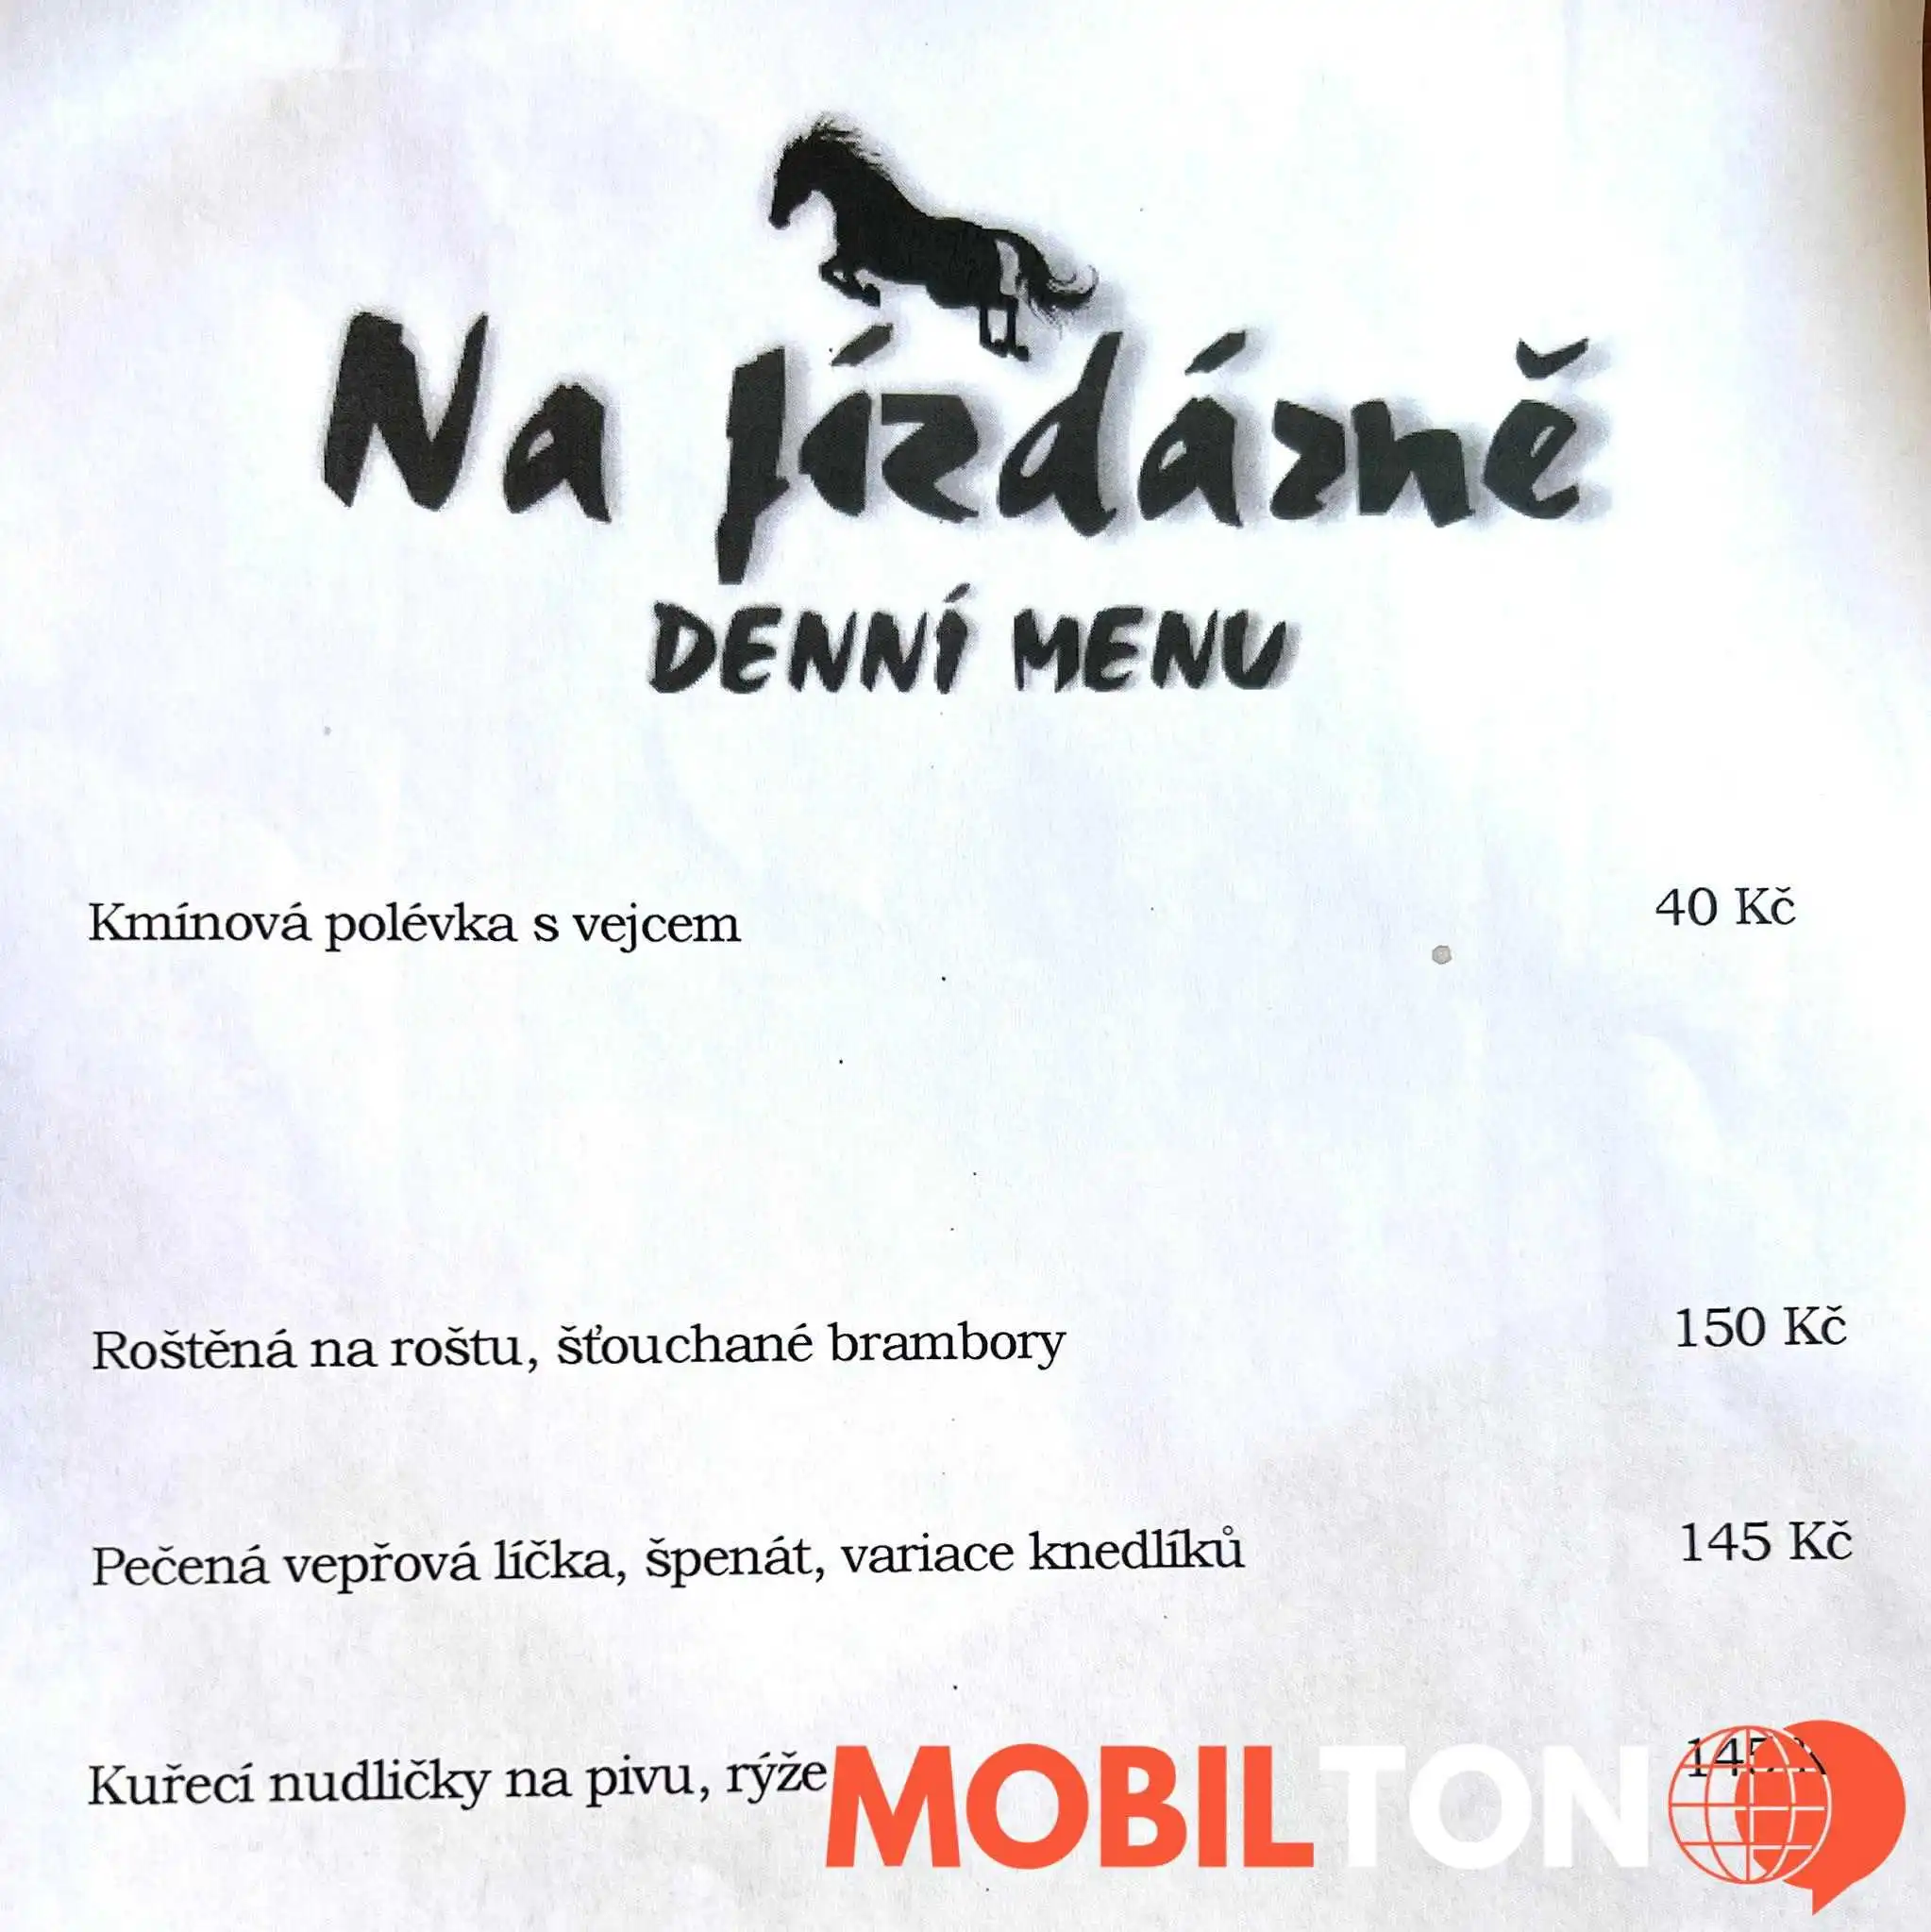 Na Jízdárně
DENNÍ MENU
Kmínová polévka s vejcem 40 Kč
Roštěná na roštu, šťouchané brambory 150 Kč
Pečená vepřová líčka, špenát, variace knedlíků 145 Kč
Kuřecí nudličky na pivu, rýže
MOBILTON